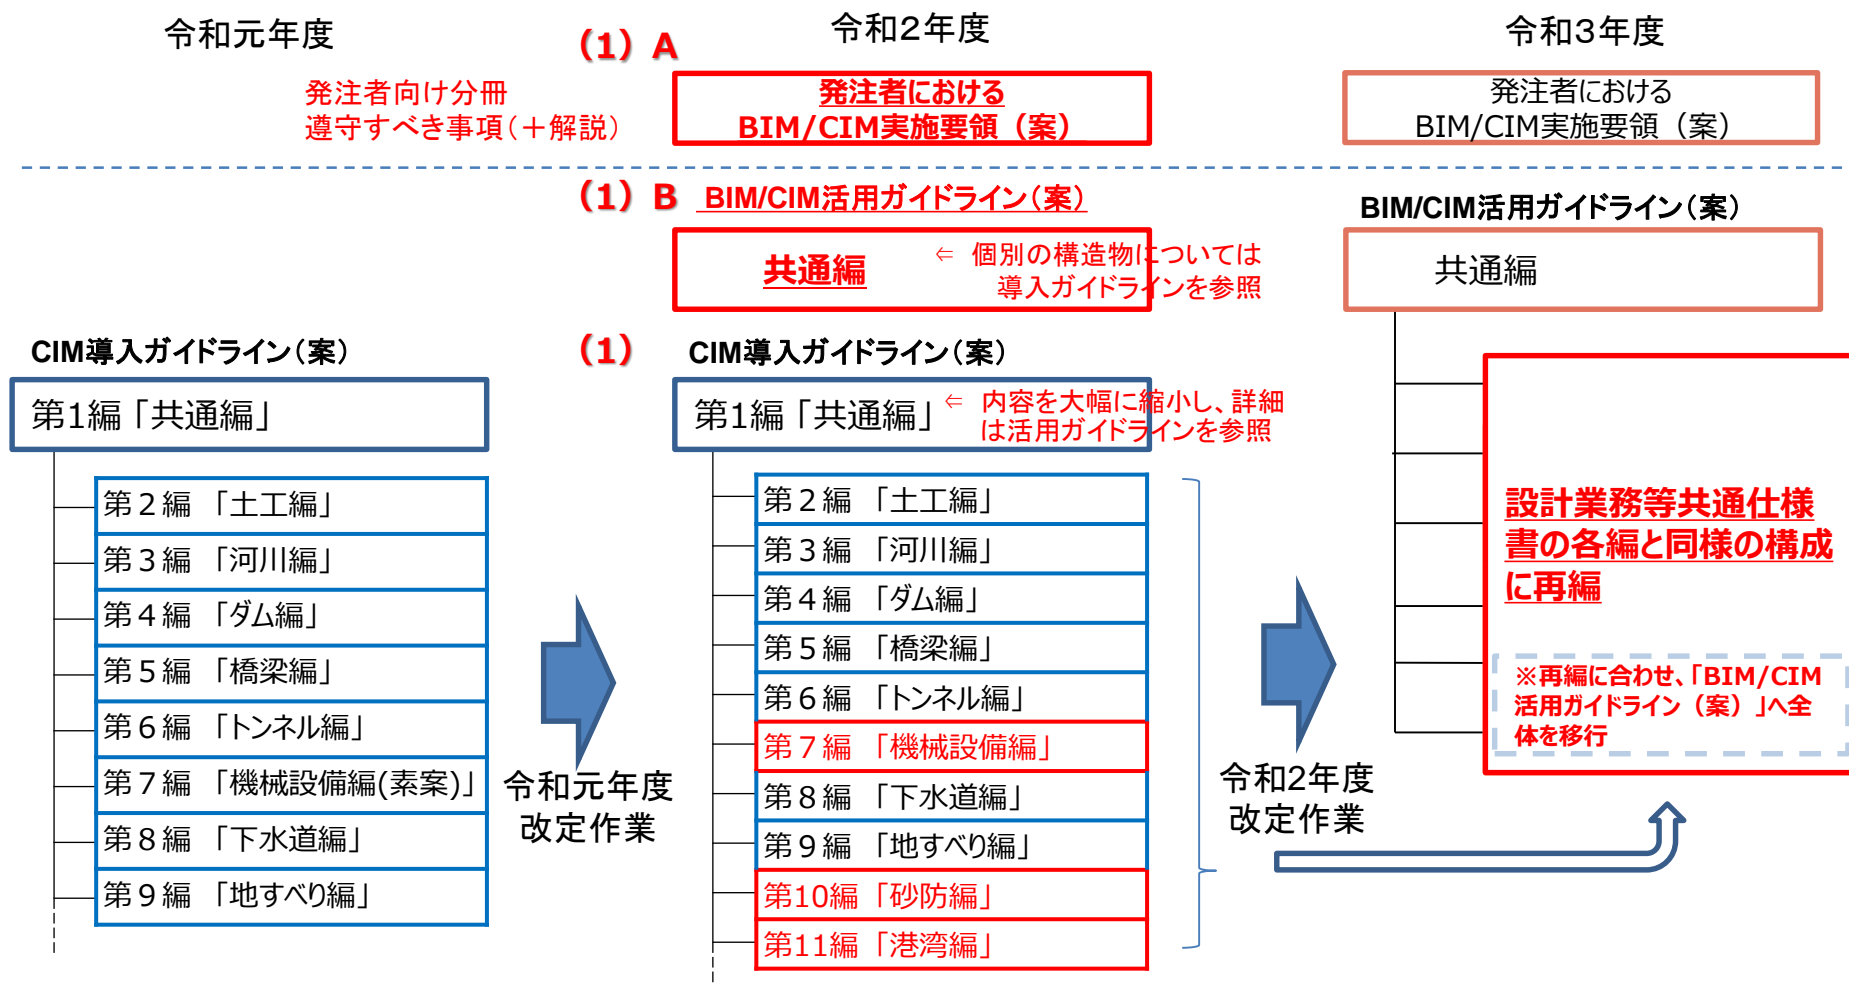 令和元年度
令和２年度
令和３年度
（1）A
発注者向け分冊
遵守すべき事項（＋解説）
発注者における
BIM/CIM実施要領（案）
発注者における
BIM/CIM実施要領（案）
（1）B
BIM/CIM活用ガイドライン（案）
共通編
⇐ 個別の構造物については
導入ガイドラインを参照
BIM/CIM活用ガイドライン（案）
共通編
CIM導入ガイドライン（案）
第1編「共通編」
第２編 「土工編」
第３編 「河川編」
第４編 「ダム編」
第５編 「橋梁編」
第６編 「トンネル編」
第７編 「機械設備編(素案)」
第８編 「下水道編」
第９編 「地すべり編」
令和元年度
改定作業
（1）
CIM導入ガイドライン（案）
第1編「共通編」
⇐ 内容を大幅に縮小し、詳細
は活用ガイドラインを参照
第２編 「土工編」
第３編 「河川編」
第４編 「ダム編」
第５編 「橋梁編」
第６編 「トンネル編」
第７編 「機械設備編」
第８編 「下水道編」
第９編 「地すべり編」
第10編 「砂防編」
第11編 「港湾編」
令和2年度
改定作業
設計業務等共通仕様
書の各編と同様の構成
に再編
※再編に合わせ、「BIM/CIM
活用ガイドライン（案）」へ全
体を移行